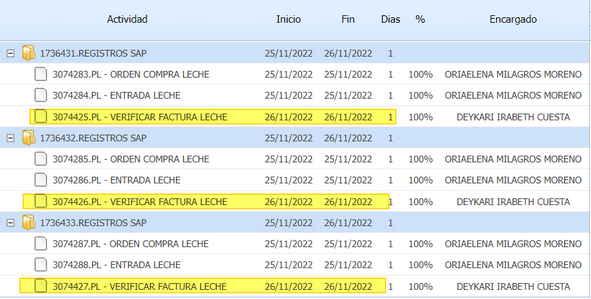 Actividad Inicio Fin Dias % Encargado
1736431.REGISTROS SAP 25/11/2022 26/11/2022 1
3074283.PL - ORDEN COMPRA LECHE 25/11/2022 25/11/2022 1 100% ORIAELENA MILAGROS MORENO
3074284.PL - ENTRADA LECHE 25/11/2022 25/11/2022 1 100% ORIAELENA MILAGROS MORENO
3074425.PL - VERIFICAR FACTURA LECHE 26/11/2022 26/11/2022 1 100% DEYKARI IRABETH CUESTA
1736432.REGISTROS SAP 25/11/2022 26/11/2022 1
3074285.PL - ORDEN COMPRA LECHE 25/11/2022 25/11/2022 1 100% ORIAELENA MILAGROS MORENO
3074286.PL - ENTRADA LECHE 25/11/2022 25/11/2022 1 100% ORIAELENA MILAGROS MORENO
3074426.PL - VERIFICAR FACTURA LECHE 26/11/2022 26/11/2022 1 100% DEYKARI IRABETH CUESTA
1736433.REGISTROS SAP 25/11/2022 26/11/2022 1
3074287.PL - ORDEN COMPRA LECHE 25/11/2022 25/11/2022 1 100% ORIAELENA MILAGROS MORENO
3074288.PL - ENTRADA LECHE 25/11/2022 25/11/2022 1 100% ORIAELENA MILAGROS MORENO
3074427.PL - VERIFICAR FACTURA LECHE 26/11/2022 26/11/2022 1 100% DEYKARI IRABETH CUESTA